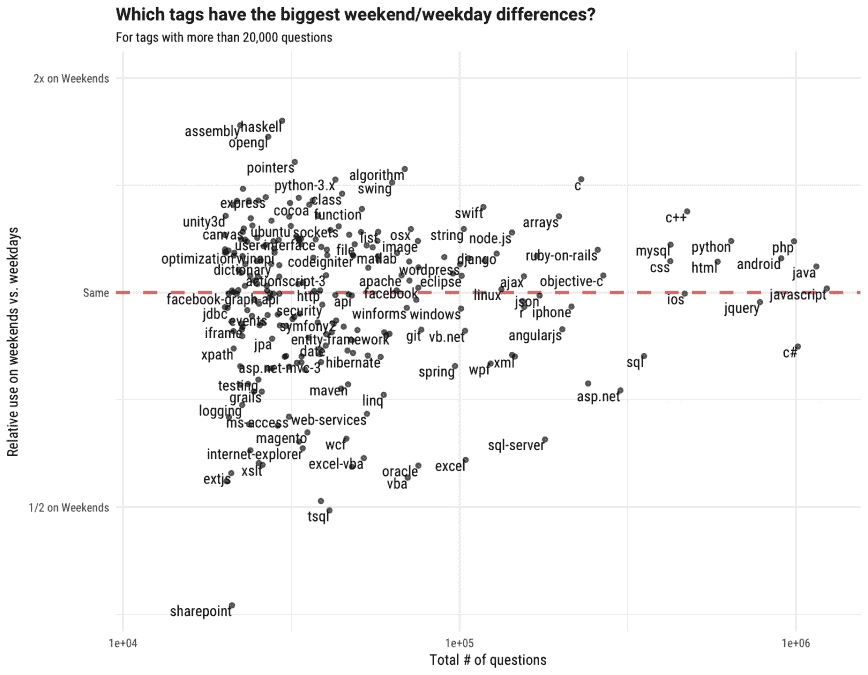 Which tags have the biggest weekend/weekday differences?
For tags with more than 20,000 questions
Relative use on weekends vs. weekdays
2x on Weekends
Same
1/2 on Weekends
assembly
haskell
opengl
pointers
algorithm
python-3.x
swing
c
express
class
cocoa
function
swift
c++
unity3d
arrays
canvas
ubuntu
sockets
list
osx
string
node.js
user-interface
file
image
mysql
python
php
optimization
winapi
codeigniter
matlab
django
ruby-on-rails
css
html
android
dictionary
wordpress
java
actionscript-3
apache
eclipse
ajax
objective-c
facebook-graph-api
http
api
facebook
linux
json
ios
javascript
jdbc
security
winforms
windows
r
iphone
jquery
events
symfony2
iframe
entity-framework
git
vb.net
angularjs
jpa
xpath
date
c#
asp.net-mvc-3
hibernate
spring
wpf
xml
sql
testing
maven
grails
linq
asp.net
logging
ms-access
web-services
magento
wcf
sql-server
internet-explorer
xslt
excel-vba
oracle
excel
extjs
vba
tsql
sharepoint
1e+04
1e+05
1e+06
Total # of questions